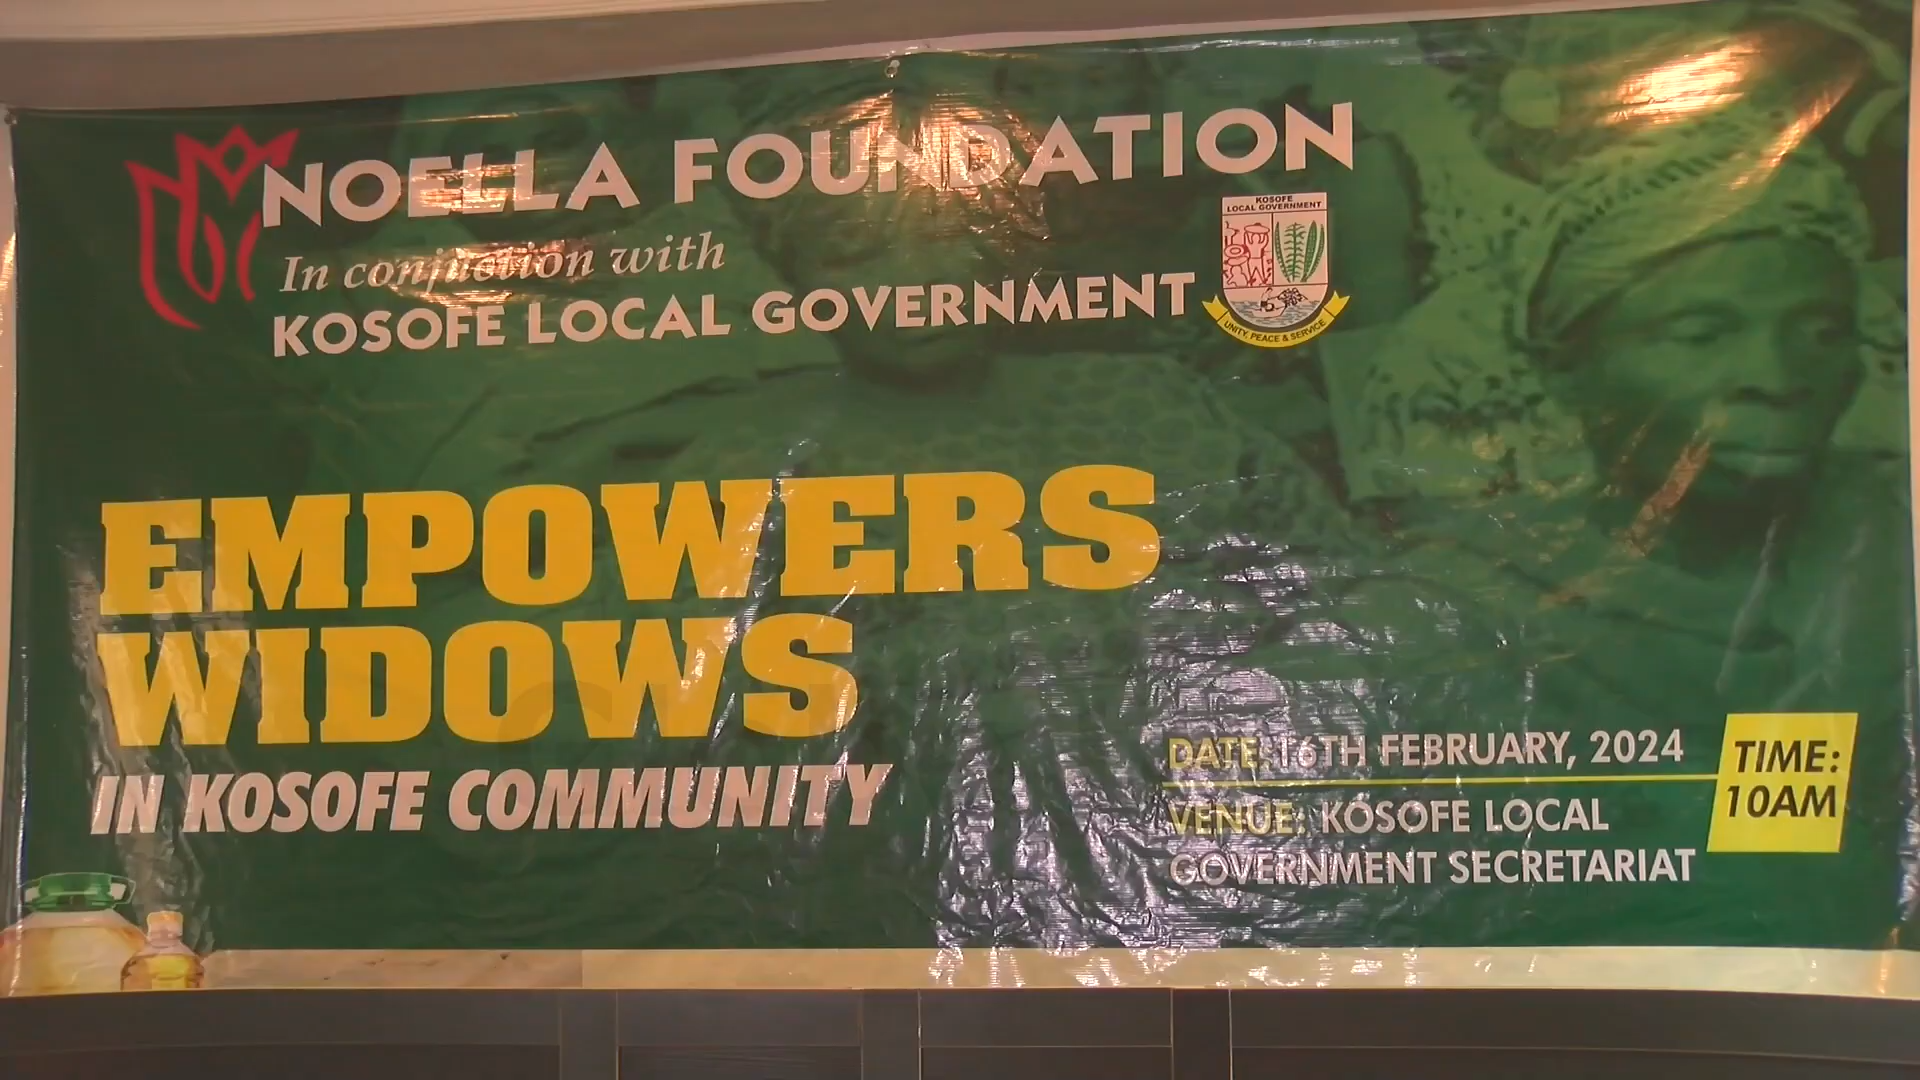 NOELLA FOUNDATION
In conjuction with
KOSOFE LOCAL GOVERNMENT
KOSOFE
LOCAL GOVERNMENT
UNITY, PEACE & SERVICE
EMPOWERS
WIDOWS
IN KOSOFE COMMUNITY
DATE: 16TH FEBRUARY, 2024
VENUE: KOSOFE LOCAL
GOVERNMENT SECRETARIAT
TIME:
10AM